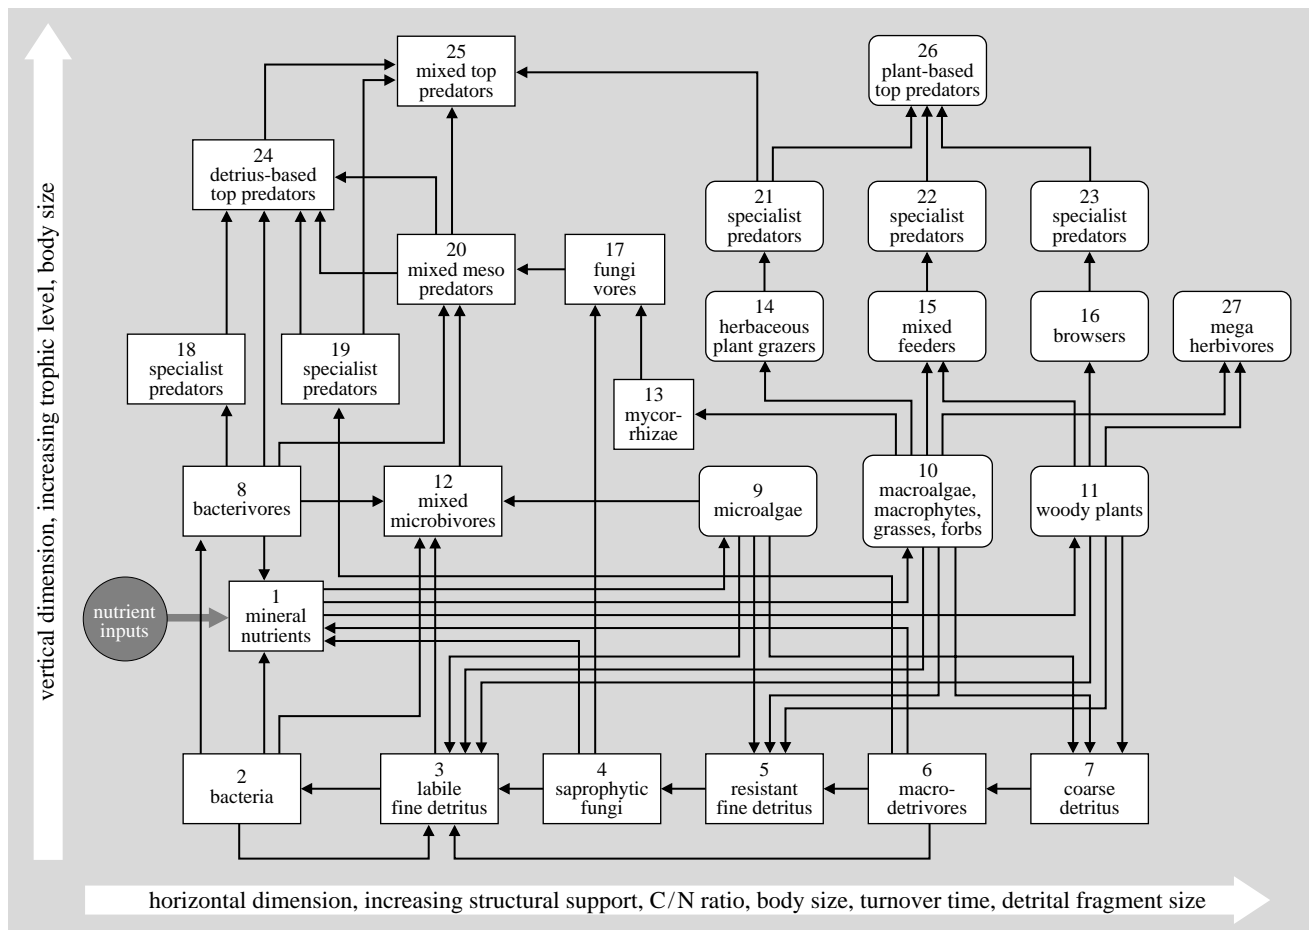 25
mixed top
predators
26
plant-based
top predators
24
detrius-based
top predators
21
specialist
predators
22
specialist
predators
23
specialist
predators
20
mixed meso
predators
17
fungi
vores
14
herbaceous
plant grazers
15
mixed
feeders
16
browsers
27
mega
herbivores
18
specialist
predators
19
specialist
predators
13
mycor-
rhizae
8
bacterivores
12
mixed
microbivores
9
microalgae
10
macroalgae,
macrophytes,
grasses, forbs
11
woody plants
nutrient
inputs
1
mineral
nutrients
2
bacteria
3
labile
fine detritus
4
saprophytic
fungi
5
resistant
fine detritus
6
macro-
detrivores
7
coarse
detritus
vertical dimension, increasing trophic level, body size
horizontal dimension, increasing structural support, C/N ratio, body size, turnover time, detrital fragment size